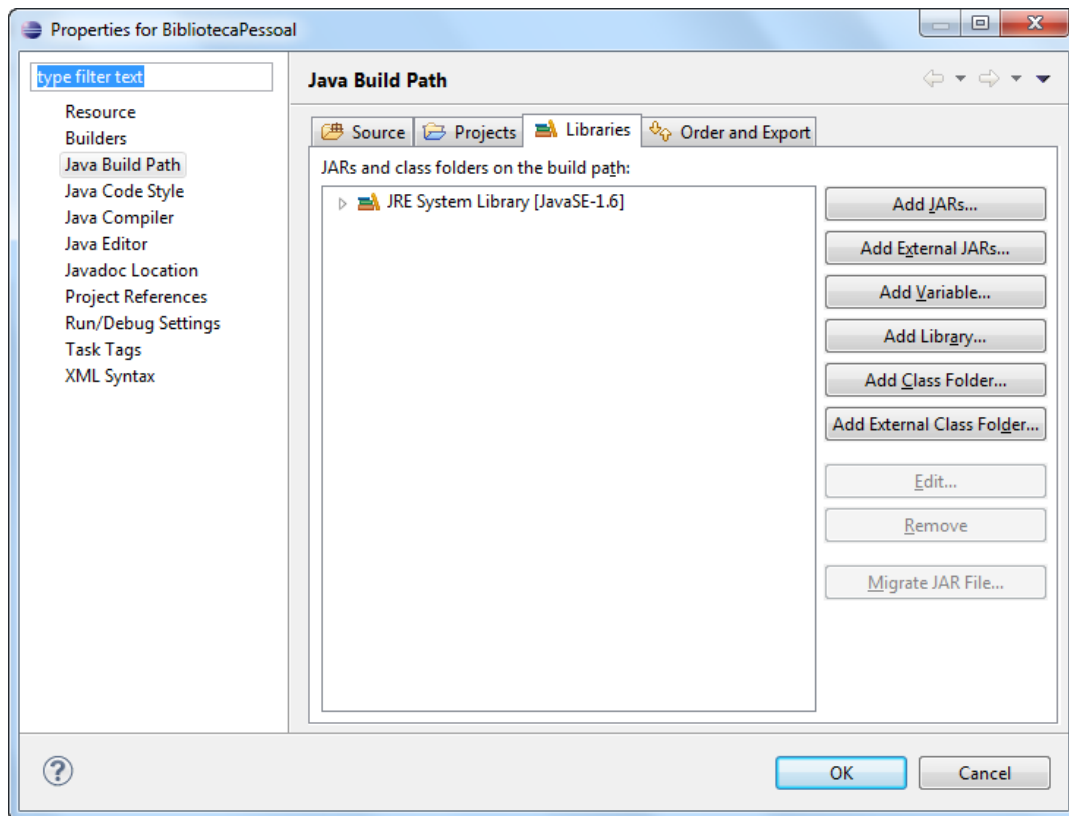 Properties for BibliotecaPessoal
type filter text
Resource
Builders
Java Build Path
Java Code Style
Java Compiler
Java Editor
Javadoc Location
Project References
Run/Debug Settings
Task Tags
XML Syntax
Java Build Path
Source Projects Libraries Order and Export
JARs and class folders on the build path:
JRE System Library [JavaSE-1.6]
Add JARs...
Add External JARs...
Add Variable...
Add Library...
Add Class Folder...
Add External Class Folder...
Edit...
Remove
Migrate JAR File...
OK Cancel